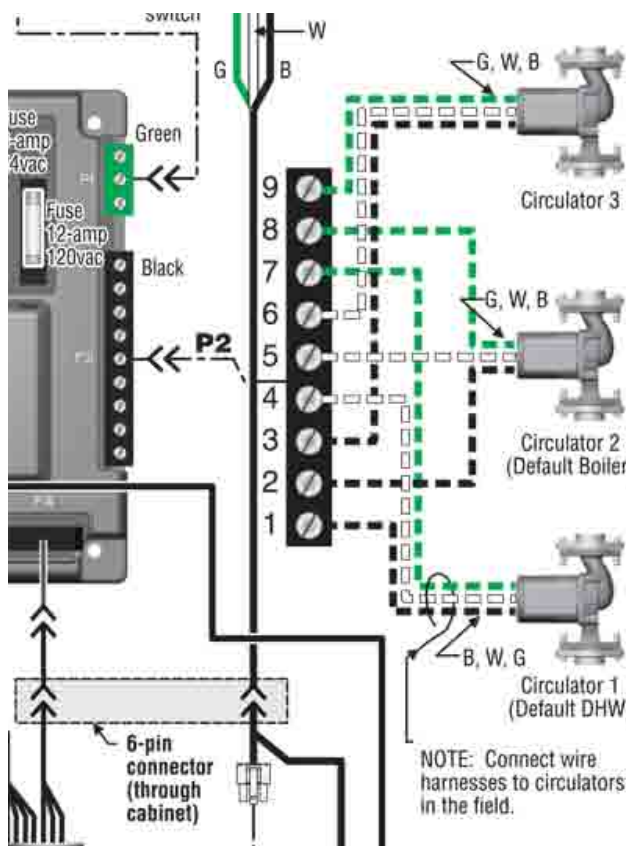 switch
W
G
B
G, W, B
Green
Fuse
12-amp
120vac
Black
P2
9
8
7
6
5
4
3
2
1
Circulator 3
G, W, B
Circulator 2
(Default Boiler
B, W, G
Circulator 1
(Default DHW
NOTE: Connect wire
harnesses to circulators
in the field.
6-pin
connector
(through
cabinet)